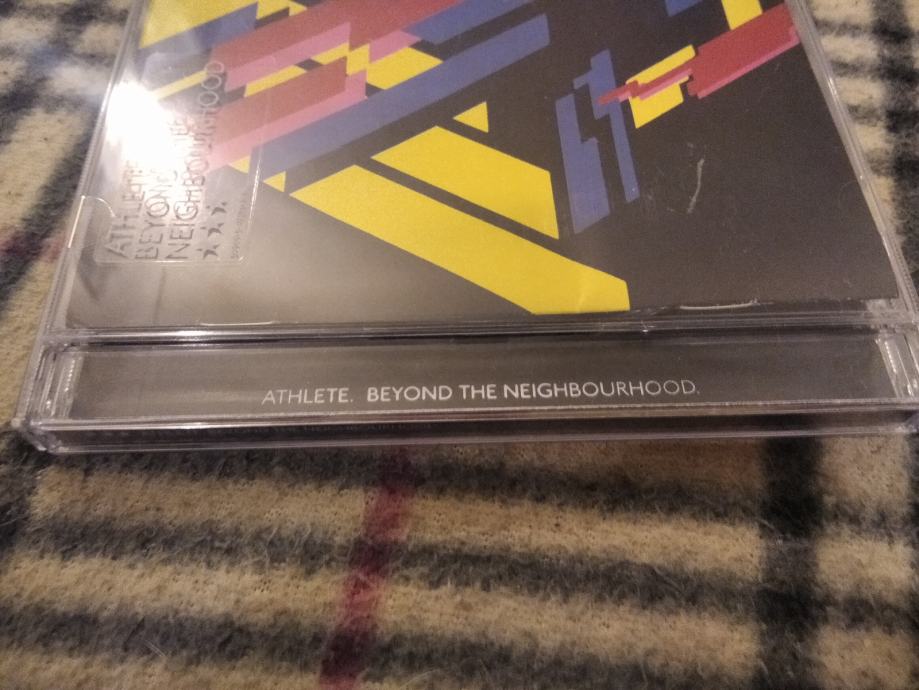 ATHLETE
BEYOND THE
NEIGHBOURHOOD
ATHLETE. BEYOND THE NEIGHBOURHOOD.